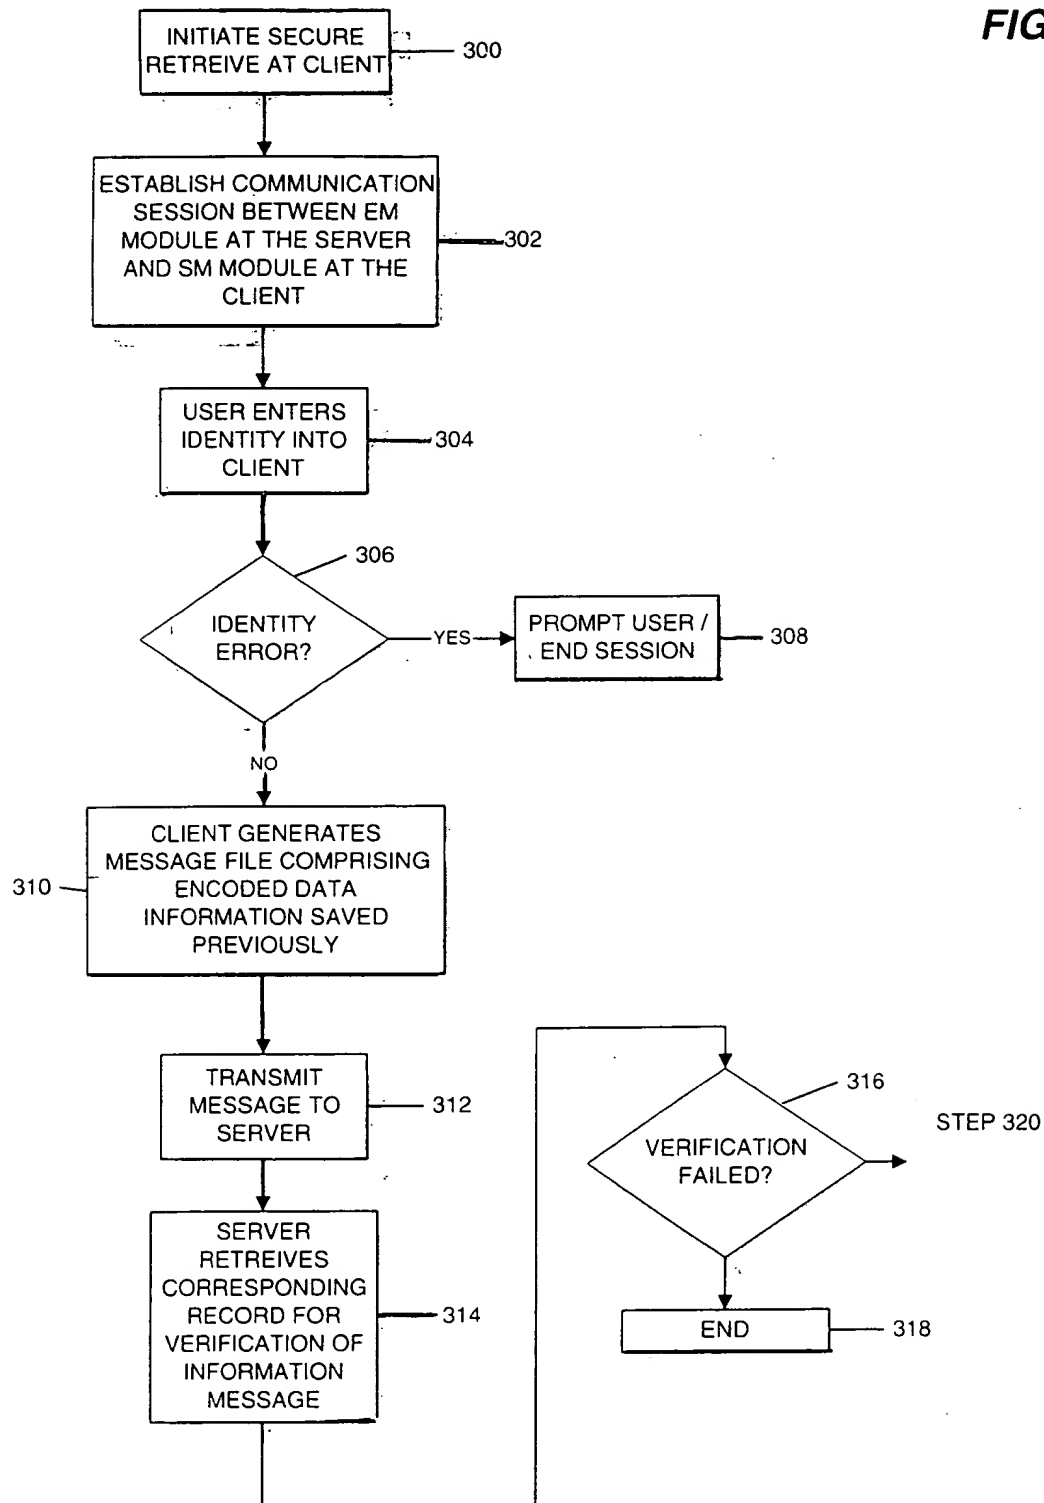 FIG
INITIATE SECURE
RETREIVE AT CLIENT
300
ESTABLISH COMMUNICATION
SESSION BETWEEN EM
MODULE AT THE SERVER
AND SM MODULE AT THE
CLIENT
302
USER ENTERS
IDENTITY INTO
CLIENT
304
306
IDENTITY
ERROR?
YES
PROMPT USER /
END SESSION
308
NO
CLIENT GENERATES
MESSAGE FILE COMPRISING
ENCODED DATA
INFORMATION SAVED
PREVIOUSLY
310
TRANSMIT
MESSAGE TO
SERVER
312
SERVER
RETREIVES
CORRESPONDING
RECORD FOR
VERIFICATION OF
INFORMATION
MESSAGE
314
316
VERIFICATION
FAILED?
STEP 320
END
318